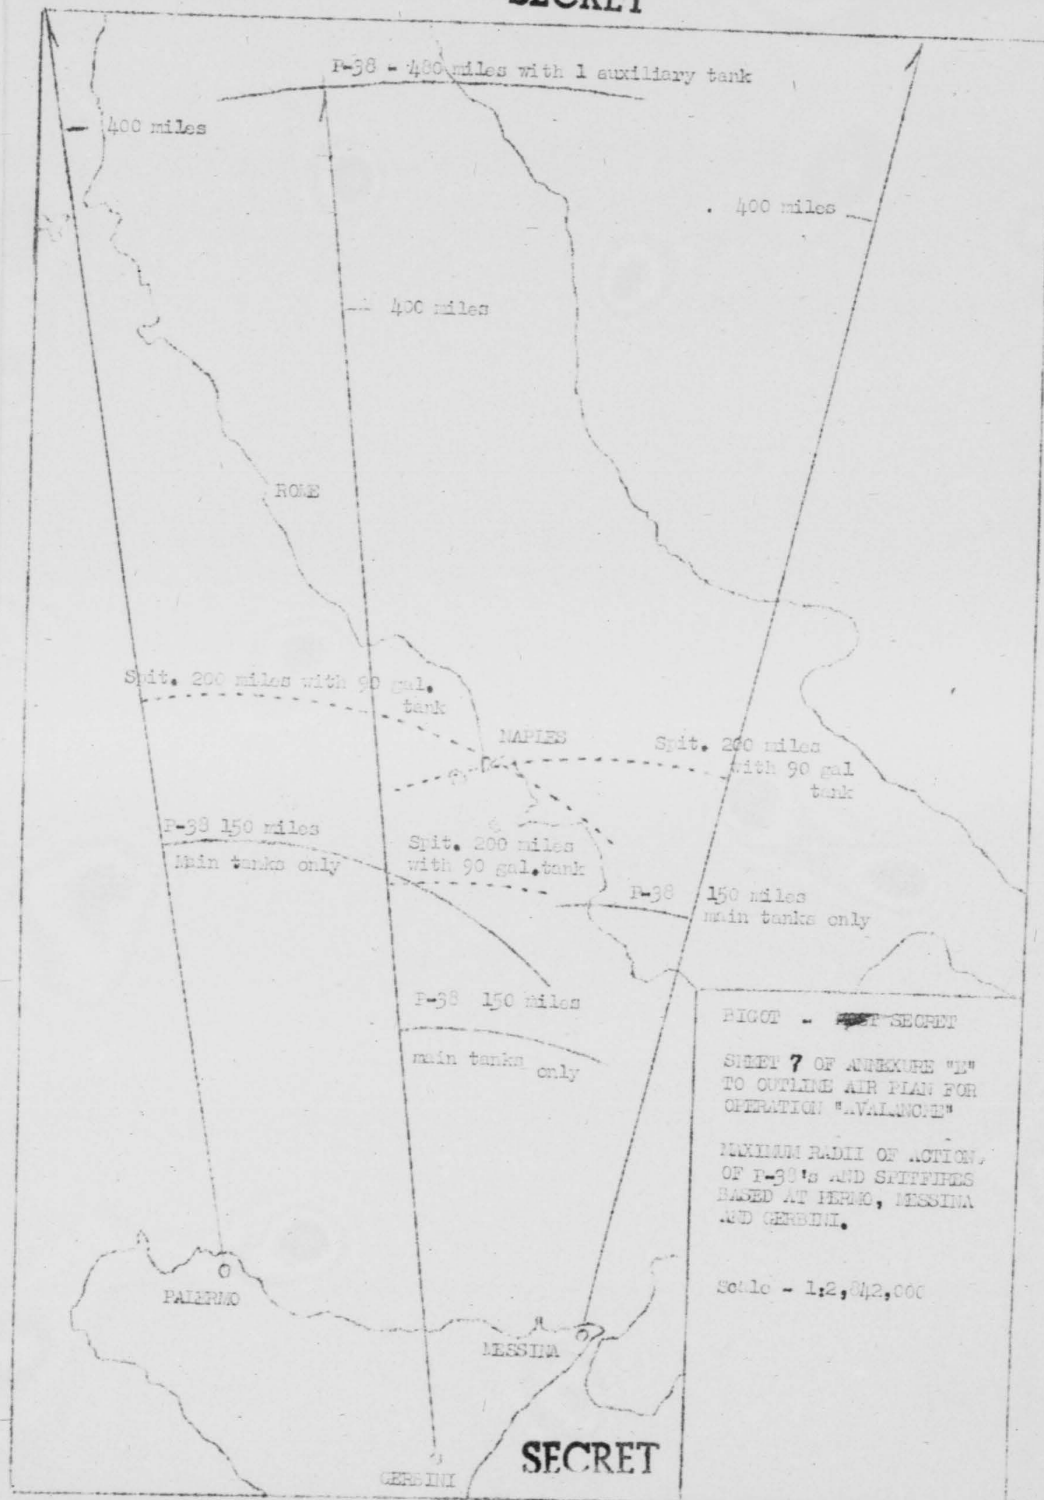 SECRET
P-38 - 480 miles with 1 auxiliary tank
400 miles
400 miles
400 miles
ROME
Spit. 200 miles with 90 gal.
tank
NAPLES
Spit. 200 miles
with 90 gal
tank
P-38 150 miles
Main tanks only
Spit. 200 miles
with 90 gal.tank
P-38 150 miles
main tanks only
P-38 150 miles
main tanks only
BIGOT - SECRET
SHEET 7 OF ANNEXURE "E"
TO OUTLINE AIR PLAN FOR
OPERATION "AVALANCHE"
MAXIMUM RADII OF ACTION,
OF P-38's AND SPITFIRES
BASED AT PERMO, MESSINA
AND GERBINI.
Scale - 1:2,842,000
PALERMO
MESSINA
GERBINI
SECRET